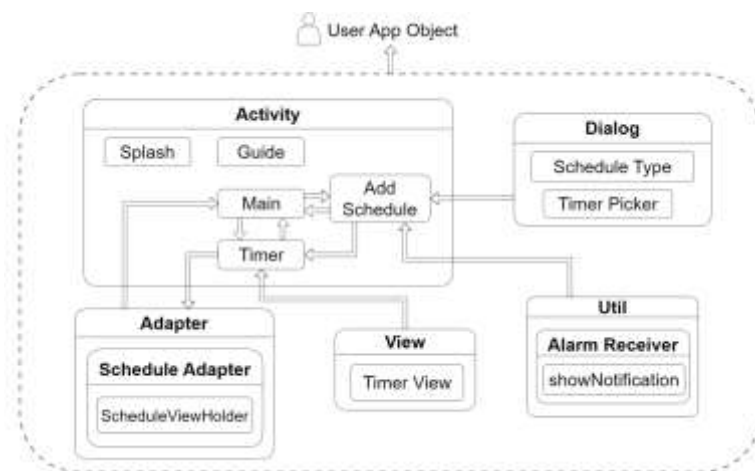 User App Object
Activity
Splash
Guide
Main
Add
Schedule
Timer
Dialog
Schedule Type
Timer Picker
Adapter
Schedule Adapter
ScheduleViewHolder
View
Timer View
Util
Alarm Receiver
showNotification